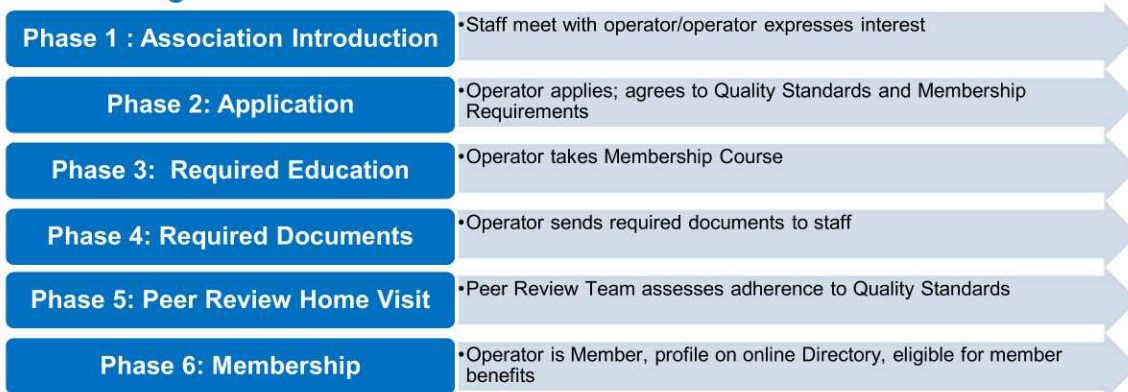 Phase 1 : Association Introduction
•Staff meet with operator/operator expresses interest
Phase 2: Application
•Operator applies; agrees to Quality Standards and Membership
Requirements
Phase 3:  Required Education
•Operator takes Membership Course
Phase 4: Required Documents
•Operator sends required documents to staff
Phase 5: Peer Review Home Visit
•Peer Review Team assesses adherence to Quality Standards
Phase 6: Membership
•Operator is Member, profile on online Directory, eligible for member
benefits